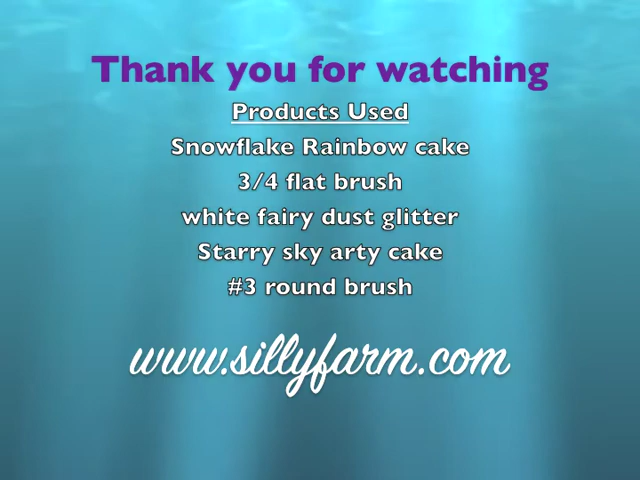 Thank you for watching
Products Used
Snowflake Rainbow cake
3/4 flat brush
white fairy dust glitter
Starry sky arty cake
#3 round brush
www.sillyfarm.com